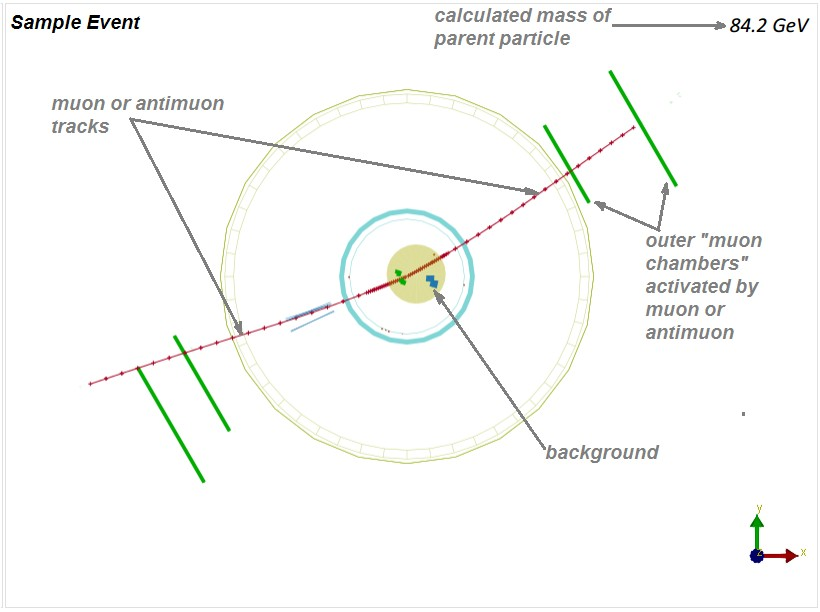 Sample Event
calculated mass of
parent particle
84.2 GeV
muon or antimuon
tracks
outer "muon
chambers"
activated by
muon or
antimuon
background
y
z
x